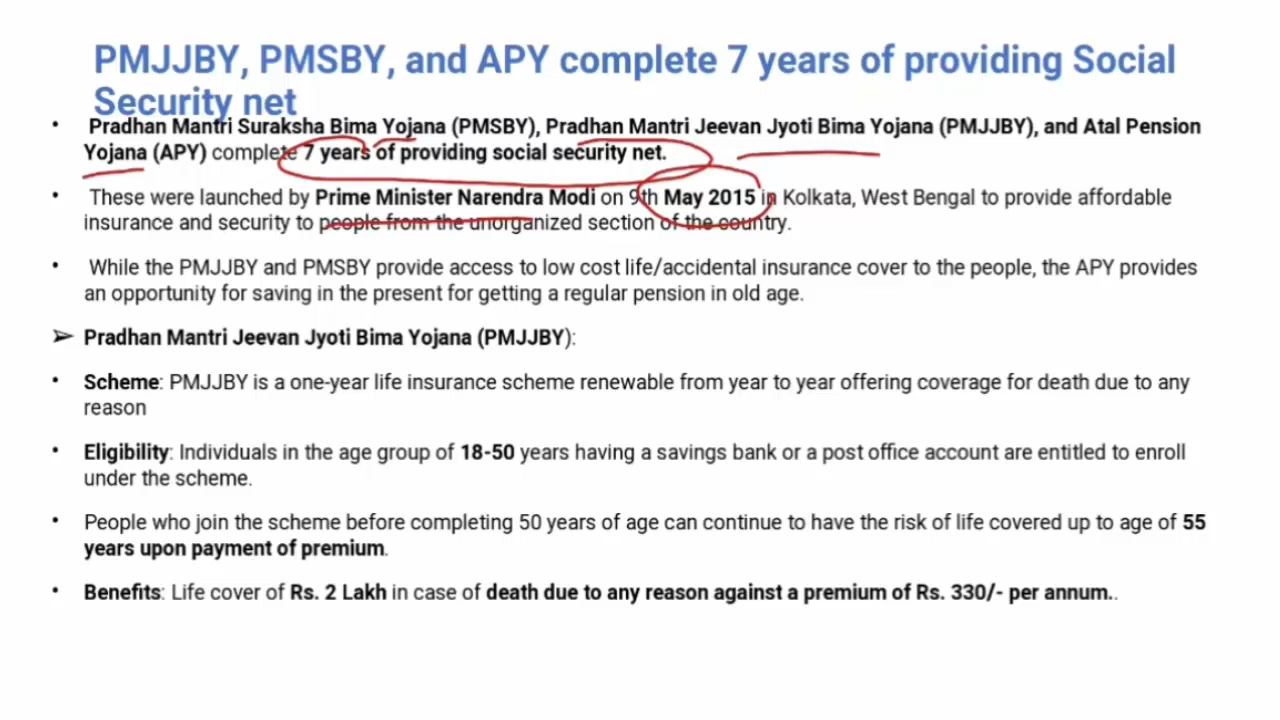 PMJJBY, PMSBY, and APY complete 7 years of providing Social
Security net
• Pradhan Mantri Suraksha Bima Yojana (PMSBY), Pradhan Mantri Jeevan Jyoti Bima Yojana (PMJJBY), and Atal Pension
Yojana (APY) complete 7 years of providing social security net.
• These were launched by Prime Minister Narendra Modi on 9th May 2015 in Kolkata, West Bengal to provide affordable
insurance and security to people from the unorganized section of the country.
• While the PMJJBY and PMSBY provide access to low cost life/accidental insurance cover to the people, the APY provides
an opportunity for saving in the present for getting a regular pension in old age.
➢ Pradhan Mantri Jeevan Jyoti Bima Yojana (PMJJBY):
• Scheme: PMJJBY is a one-year life insurance scheme renewable from year to year offering coverage for death due to any
reason
• Eligibility: Individuals in the age group of 18-50 years having a savings bank or a post office account are entitled to enroll
under the scheme.
• People who join the scheme before completing 50 years of age can continue to have the risk of life covered up to age of 55
years upon payment of premium.
• Benefits: Life cover of Rs. 2 Lakh in case of death due to any reason against a premium of Rs. 330/- per annum..